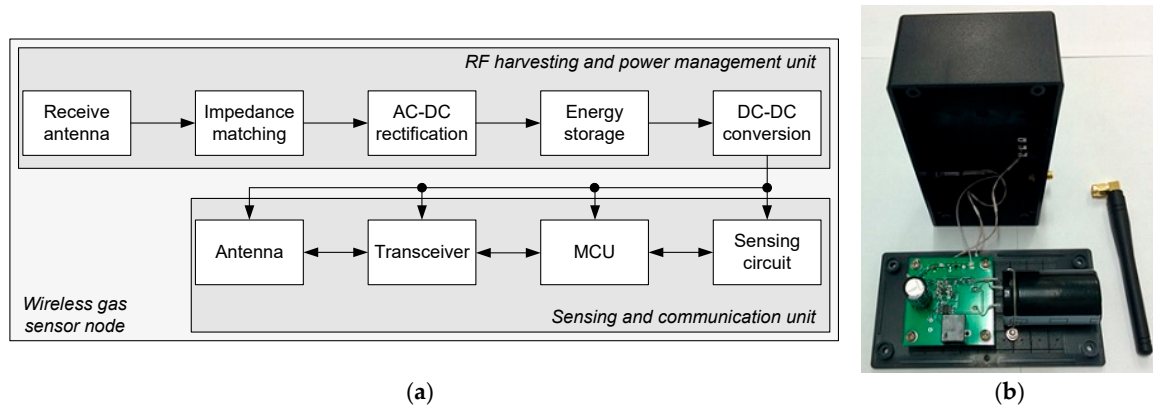 RF harvesting and power management unit
Receive
antenna
Impedance
matching
AC-DC
rectification
Energy
storage
DC-DC
conversion
Antenna
Transceiver
MCU
Sensing
circuit
Wireless gas
sensor node
Sensing and communication unit
(a)
(b)